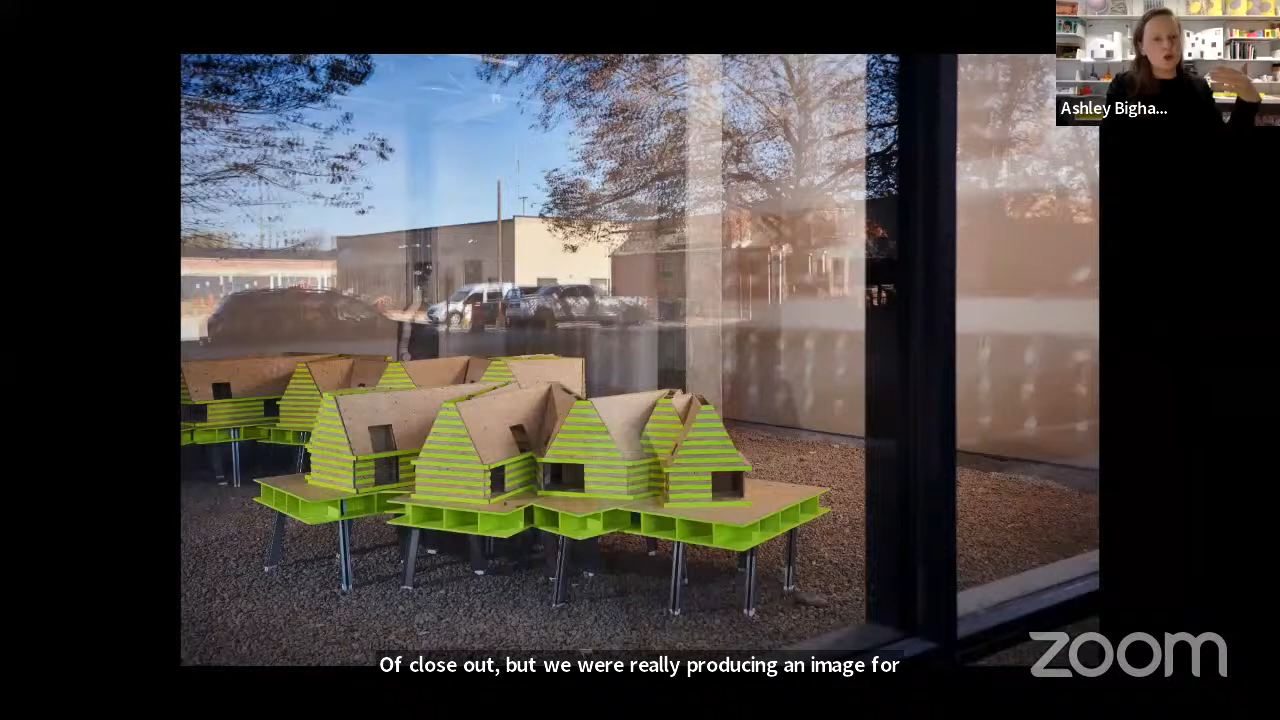 Ashley Bigha...
Of close out, but we were really producing an image for
zoom